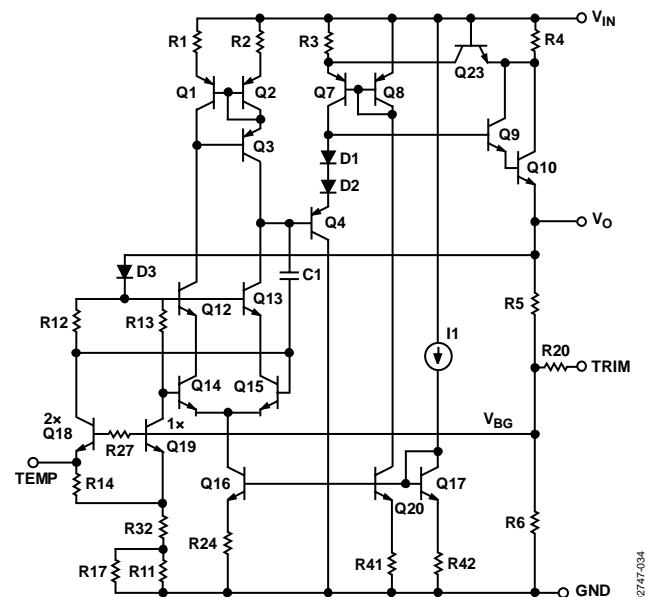 V_IN
R1
R2
R3
R4
Q23
Q1
Q2
Q7
Q8
Q9
Q3
D1
Q10
D2
Q4
V_O
D3
C1
R5
R12
R13
Q12
Q13
I1
R20
TRIM
Q14
Q15
2×
1×
V_BG
Q18
R27
Q19
TEMP
R14
Q16
Q17
Q20
R32
R24
R6
R17
R11
R41
R42
GND
02747-034